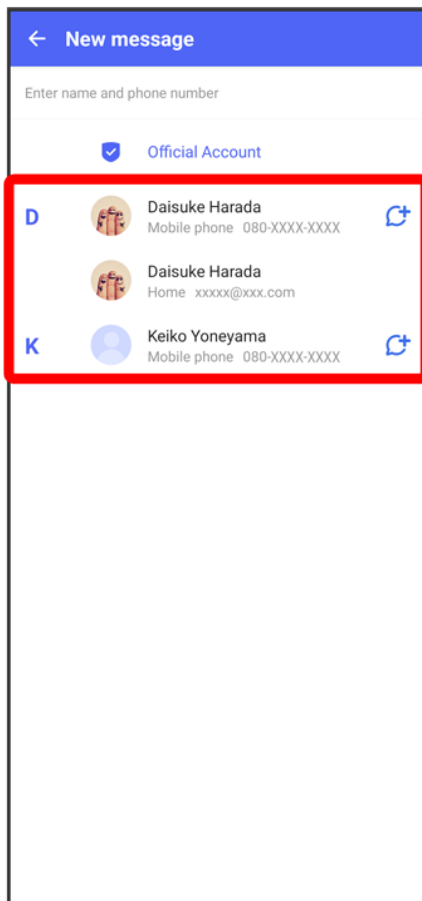 New message
Enter name and phone number
Official Account
D
Daisuke Harada
Mobile phone 080-XXXX-XXXX
Daisuke Harada
Home xxxxx@xxx.com
K
Keiko Yoneyama
Mobile phone 080-XXXX-XXXX